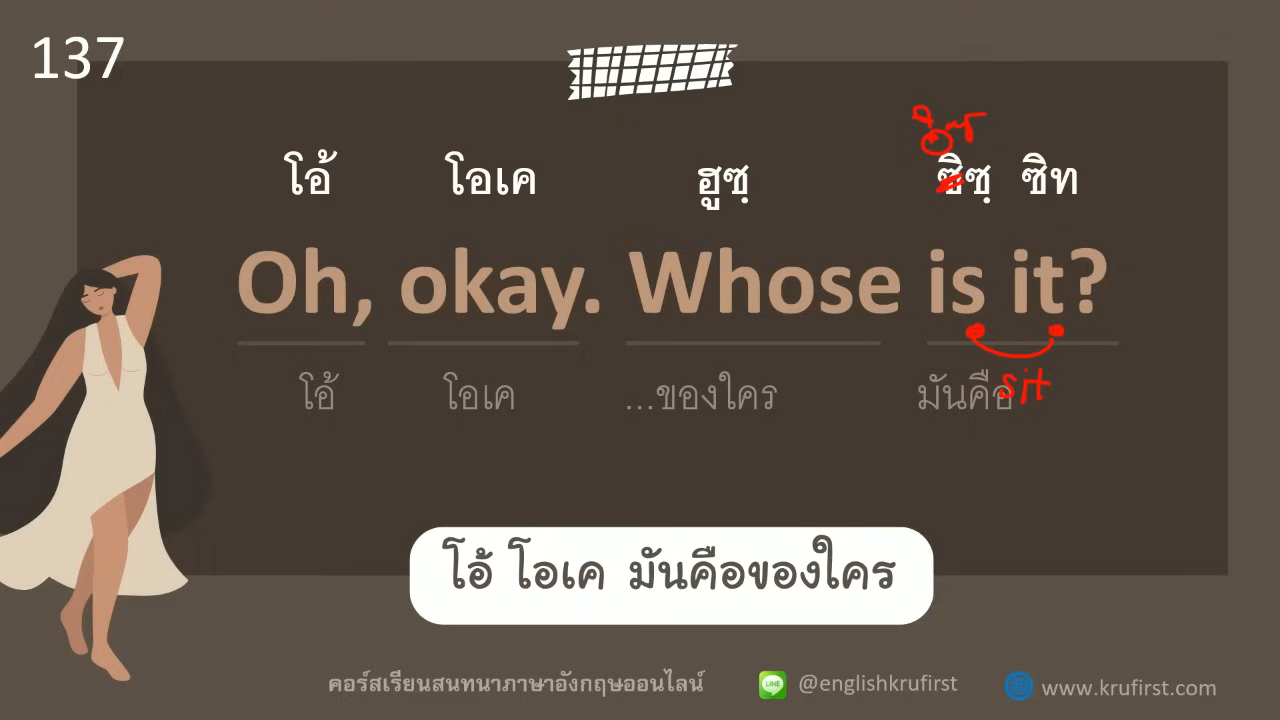 137
อิซ
โอ้ โอเค ฮูซฺ ซิซฺ ซิท
Oh, okay. Whose is it?
โอ้ โอเค ...ของใคร มันคือ
sit
โอ้ โอเค มันคือของใคร
คอร์สเรียนสนทนาภาษาอังกฤษออนไลน์ LINE @englishkrufirst www.krufirst.com